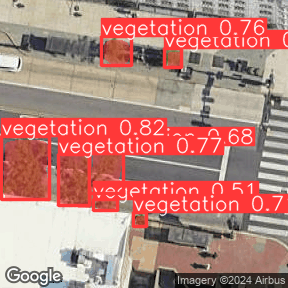 vegetation 0.76
vegetation 0.
vegetation 0.82
0.68
vegetation 0.77
vegetation 0.51
vegetation 0.7
Google
Imagery ©2024 Airbus